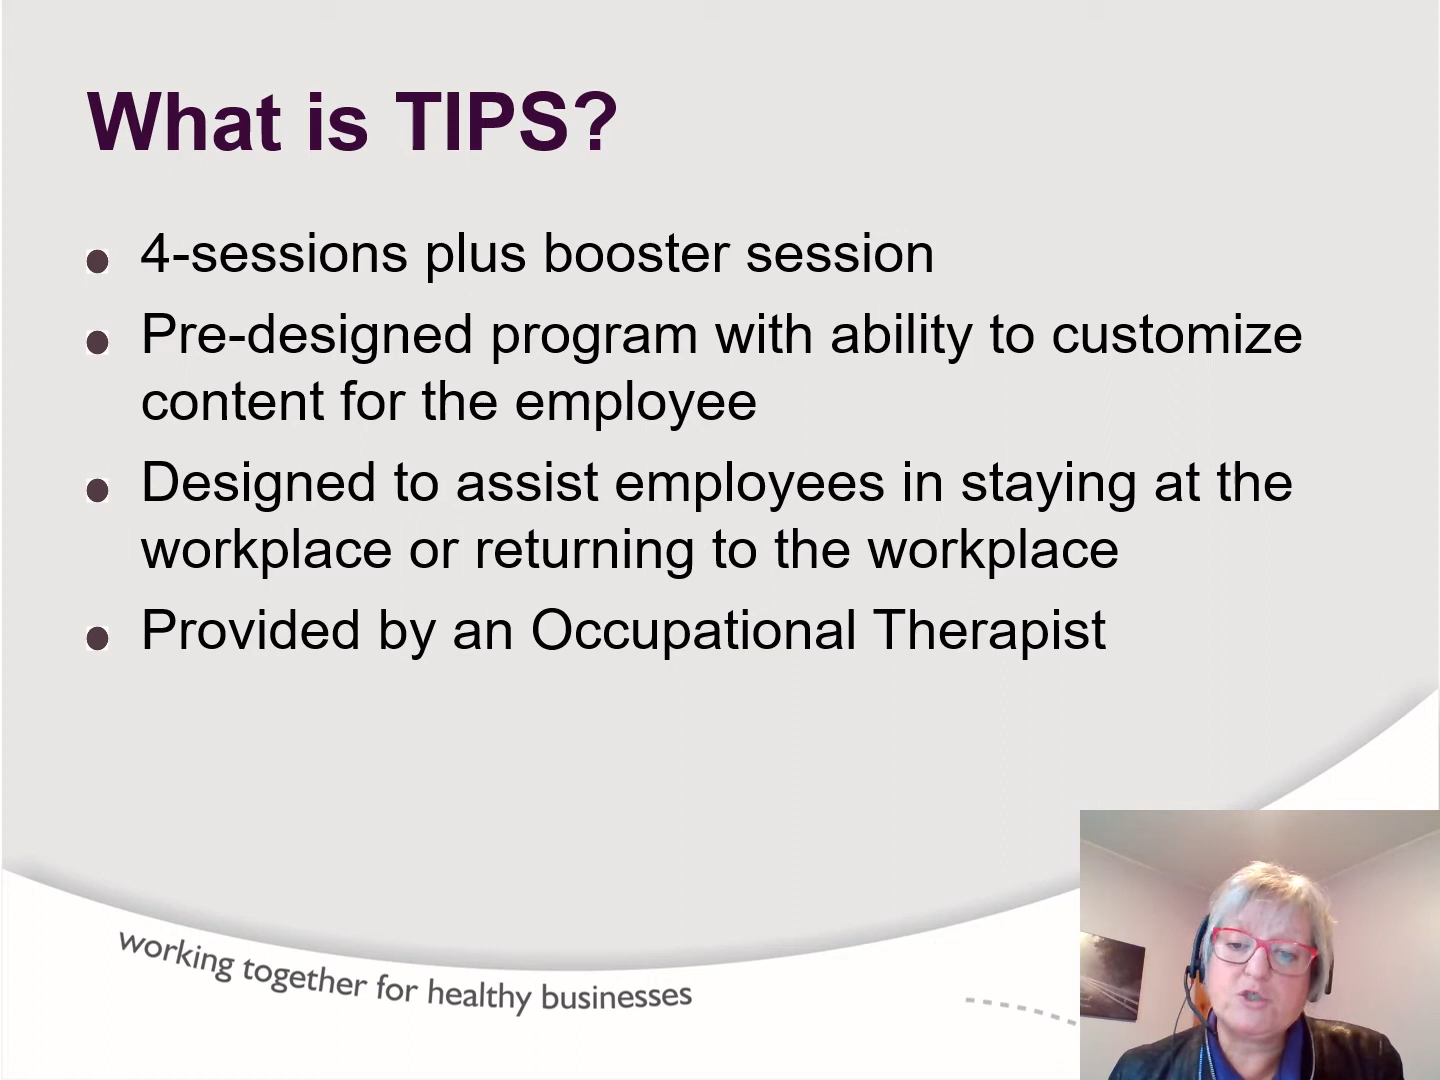 What is TIPS?
4-sessions plus booster session
Pre-designed program with ability to customize
content for the employee
Designed to assist employees in staying at the
workplace or returning to the workplace
Provided by an Occupational Therapist
working together for healthy businesses